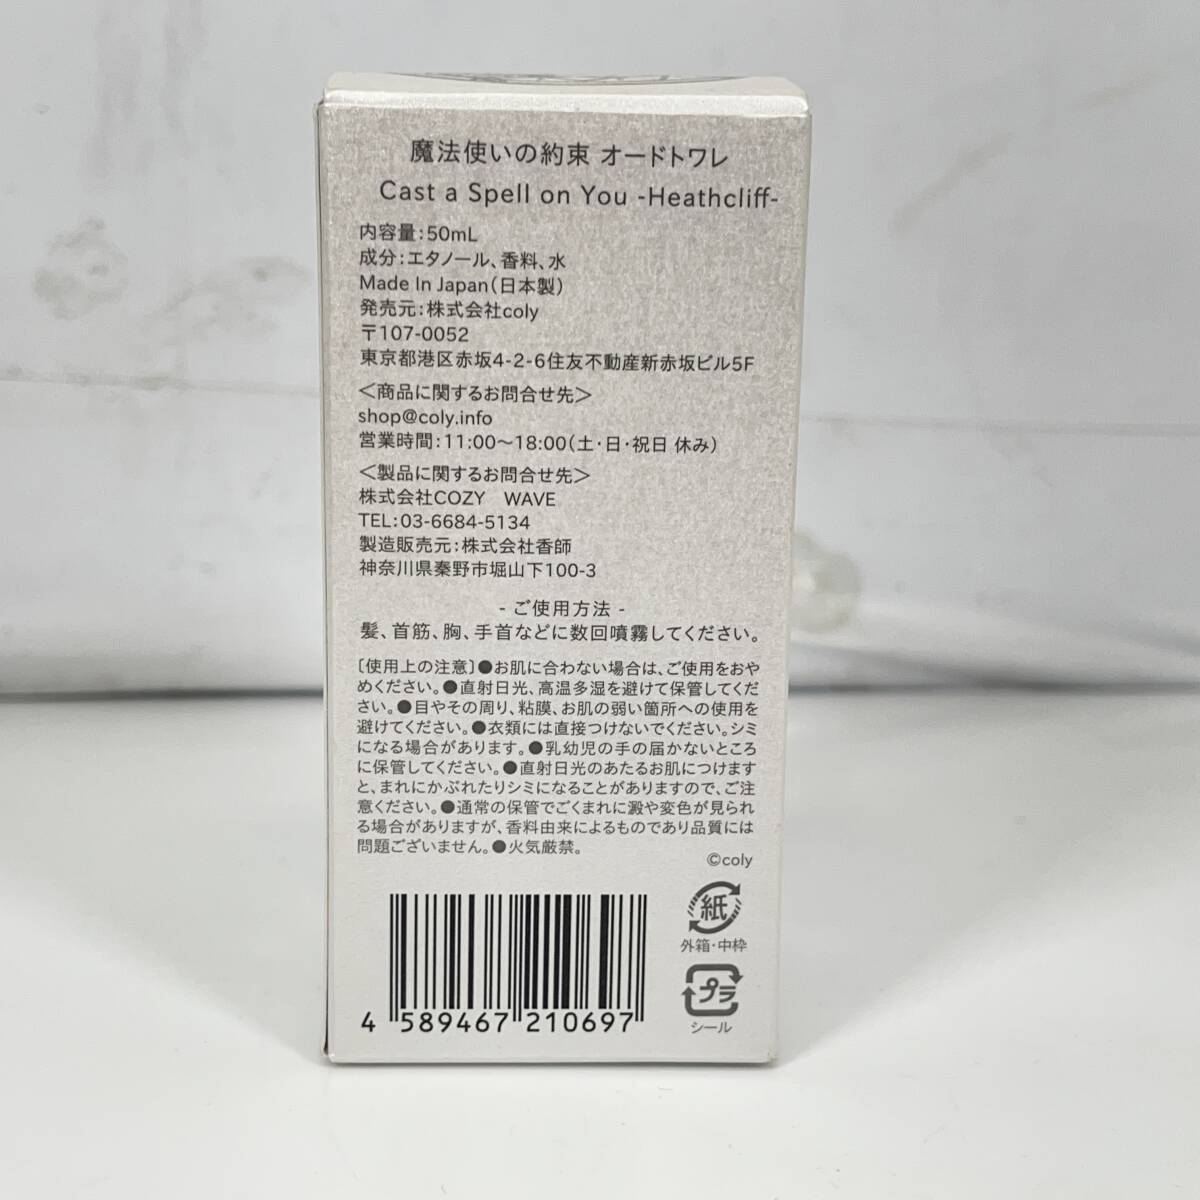 魔法使いの約束 オードトワレ
Cast a Spell on You -Heathcliff-
内容量:50mL
成分:エタノール、香料、水
Made In Japan(日本製)
発売元:株式会社coly
〒107-0052
東京都港区赤坂4-2-6住友不動産新赤坂ビル5F
<商品に関するお問合せ先>
shop@coly.info
営業時間:11:00〜18:00(土・日・祝日 休み)
<製品に関するお問合せ先>
株式会社COZY WAVE
TEL:03-6684-5134
製造販売元:株式会社香師
神奈川県秦野市堀山下100-3
- ご使用方法 -
髪、首筋、胸、手首などに数回噴霧してください。
〔使用上の注意〕●お肌に合わない場合は、ご使用をおや
めください。●直射日光、高温多湿を避けて保管してくだ
さい。●目やその周り、粘膜、お肌の弱い箇所への使用を
避けてください。●衣類には直接つけないでください。シミ
になる場合があります。●乳幼児の手の届かないところ
に保管してください。●直射日光のあたるお肌につけます
と、まれにかぶれたりシミになることがありますので、ご注
意ください。●通常の保管でごくまれに澱や変色が見られ
る場合がありますが、香料由来によるものであり品質には
問題ございません。●火気厳禁。
©coly
紙
外箱・中枠
プラ
シール
4 589467 210697